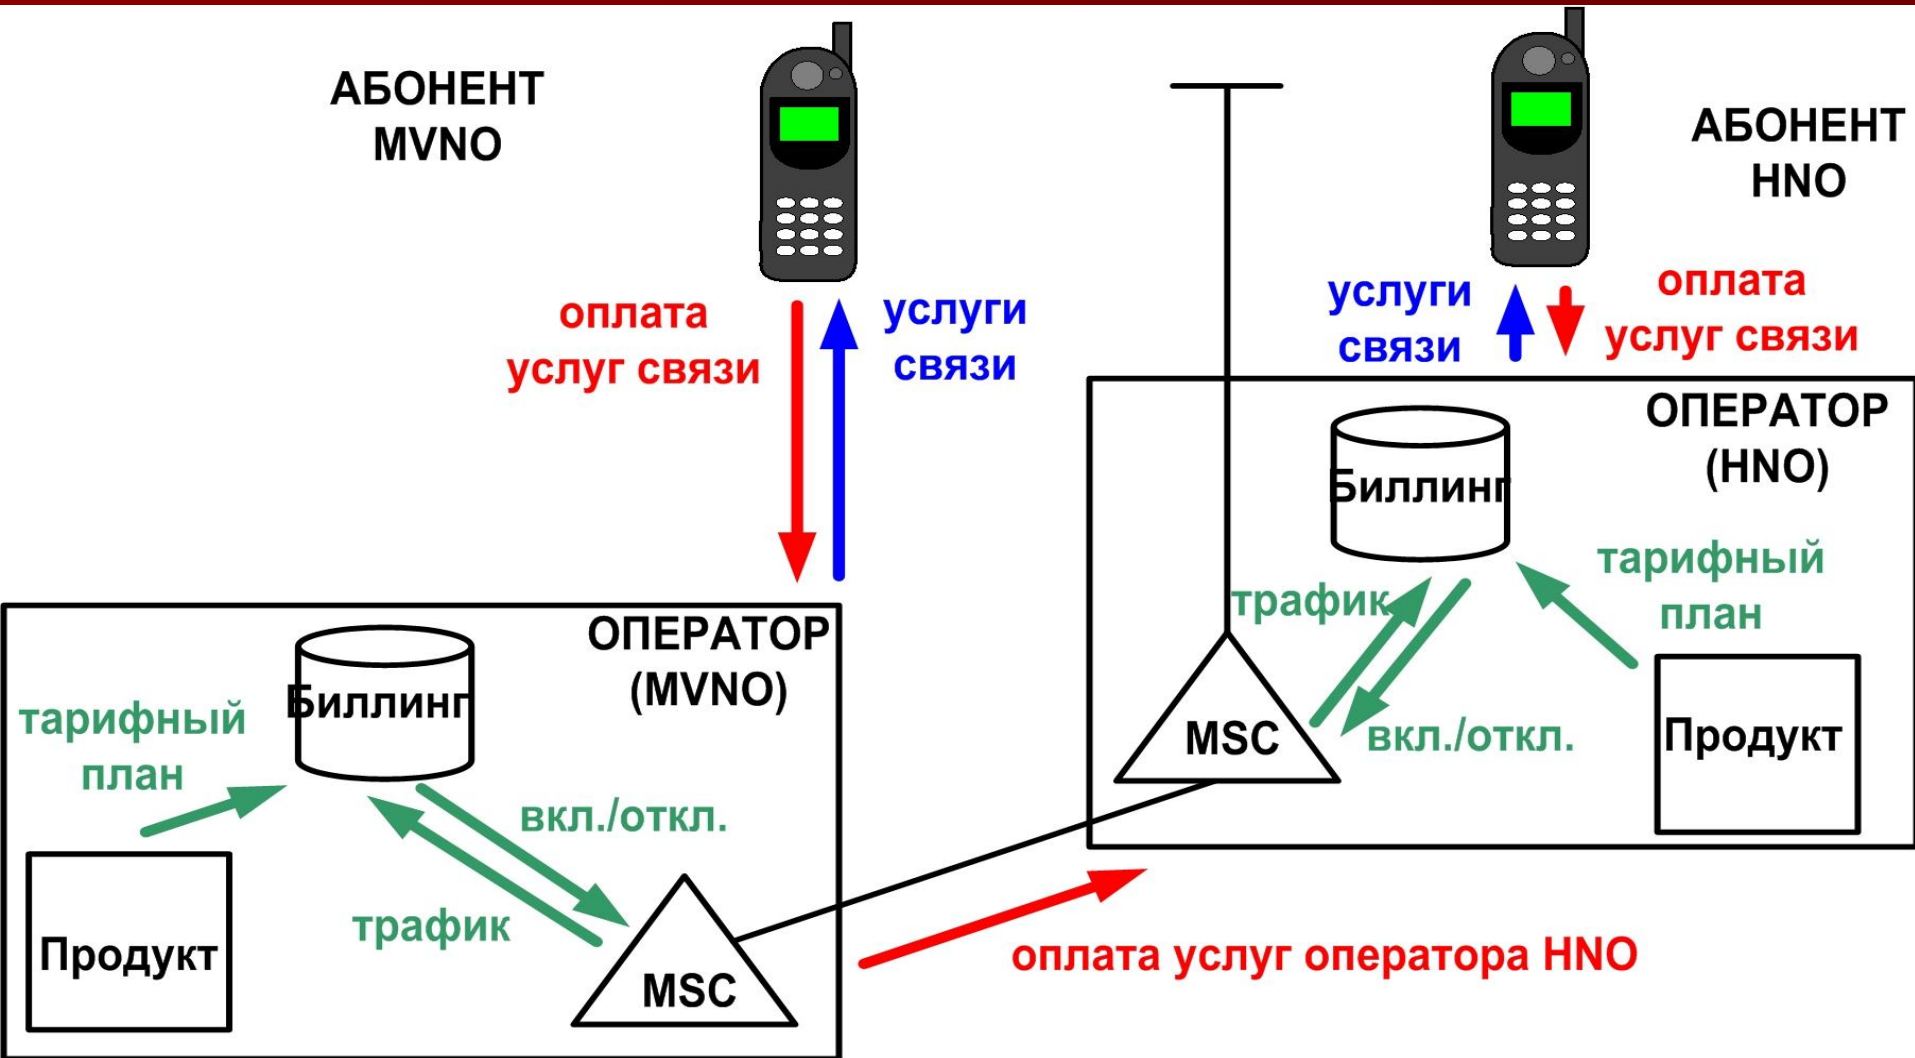 АБОНЕНТ
MVNO
АБОНЕНТ
HNO
оплата
услуг связи
услуги
связи
услуги
связи
оплата
услуг связи
ОПЕРАТОР
(HNO)
Биллинг
тарифный
план
трафик
MSC
вкл./откл.
Продукт
ОПЕРАТОР
(MVNO)
Биллинг
тарифный
план
вкл./откл.
трафик
Продукт
MSC
оплата услуг оператора HNO